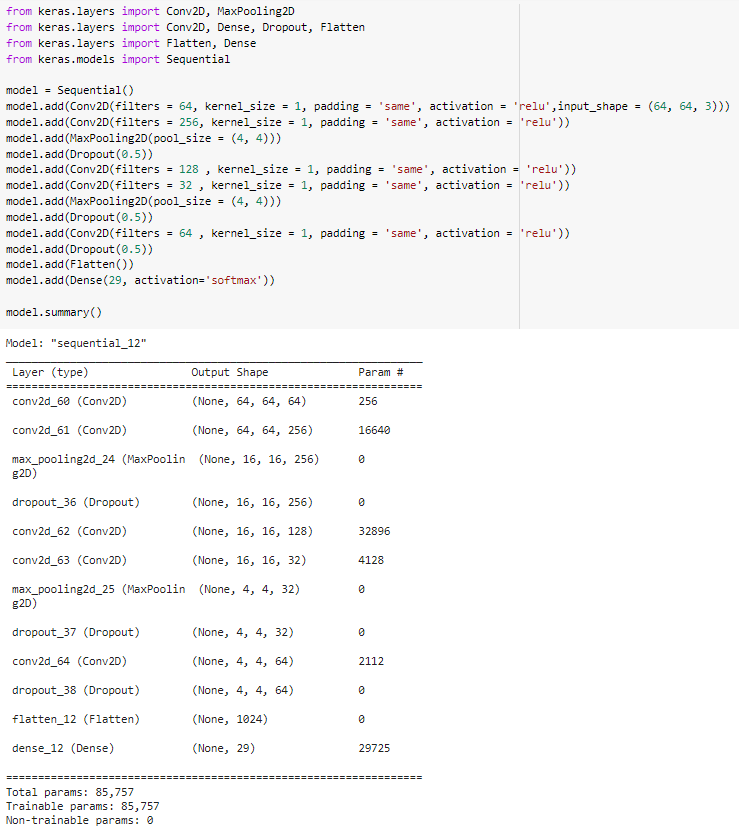 from keras.layers import Conv2D, MaxPooling2D
from keras.layers import Conv2D, Dense, Dropout, Flatten
from keras.layers import Flatten, Dense
from keras.models import Sequential
model = Sequential()
model.add(Conv2D(filters = 64, kernel_size = 1, padding = 'same', activation = 'relu',input_shape = (64, 64, 3)))
model.add(Conv2D(filters = 256, kernel_size = 1, padding = 'same', activation = 'relu'))
model.add(MaxPooling2D(pool_size = (4, 4)))
model.add(Dropout(0.5))
model.add(Conv2D(filters = 128 , kernel_size = 1, padding = 'same', activation = 'relu'))
model.add(Conv2D(filters = 32 , kernel_size = 1, padding = 'same', activation = 'relu'))
model.add(MaxPooling2D(pool_size = (4, 4)))
model.add(Dropout(0.5))
model.add(Conv2D(filters = 64 , kernel_size = 1, padding = 'same', activation = 'relu'))
model.add(Dropout(0.5))
model.add(Flatten())
model.add(Dense(29, activation='softmax'))
model.summary()
Model: "sequential_12"
_________________________________________________________________
Layer (type) Output Shape Param #
=================================================================
conv2d_60 (Conv2D) (None, 64, 64, 64) 256
conv2d_61 (Conv2D) (None, 64, 64, 256) 16640
max_pooling2d_24 (MaxPoolin (None, 16, 16, 256) 0
g2D)
dropout_36 (Dropout) (None, 16, 16, 256) 0
conv2d_62 (Conv2D) (None, 16, 16, 128) 32896
conv2d_63 (Conv2D) (None, 16, 16, 32) 4128
max_pooling2d_25 (MaxPoolin (None, 4, 4, 32) 0
g2D)
dropout_37 (Dropout) (None, 4, 4, 32) 0
conv2d_64 (Conv2D) (None, 4, 4, 64) 2112
dropout_38 (Dropout) (None, 4, 4, 64) 0
flatten_12 (Flatten) (None, 1024) 0
dense_12 (Dense) (None, 29) 29725
=================================================================
Total params: 85,757
Trainable params: 85,757
Non-trainable params: 0